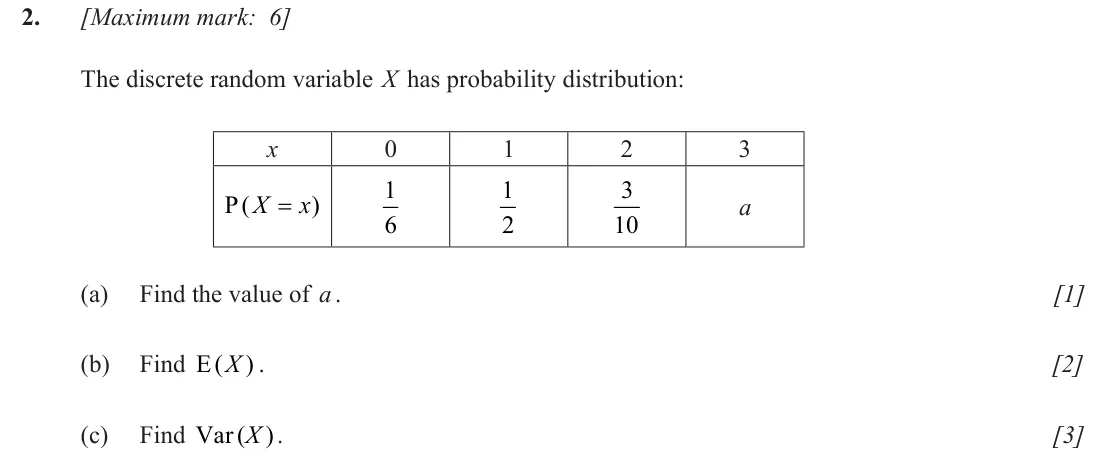 2. [Maximum mark: 6]
The discrete random variable X has probability distribution:
x 0 1 2 3
P(X = x) 1/6 1/2 3/10 a
(a) Find the value of a. [1]
(b) Find E(X). [2]
(c) Find Var(X). [3]